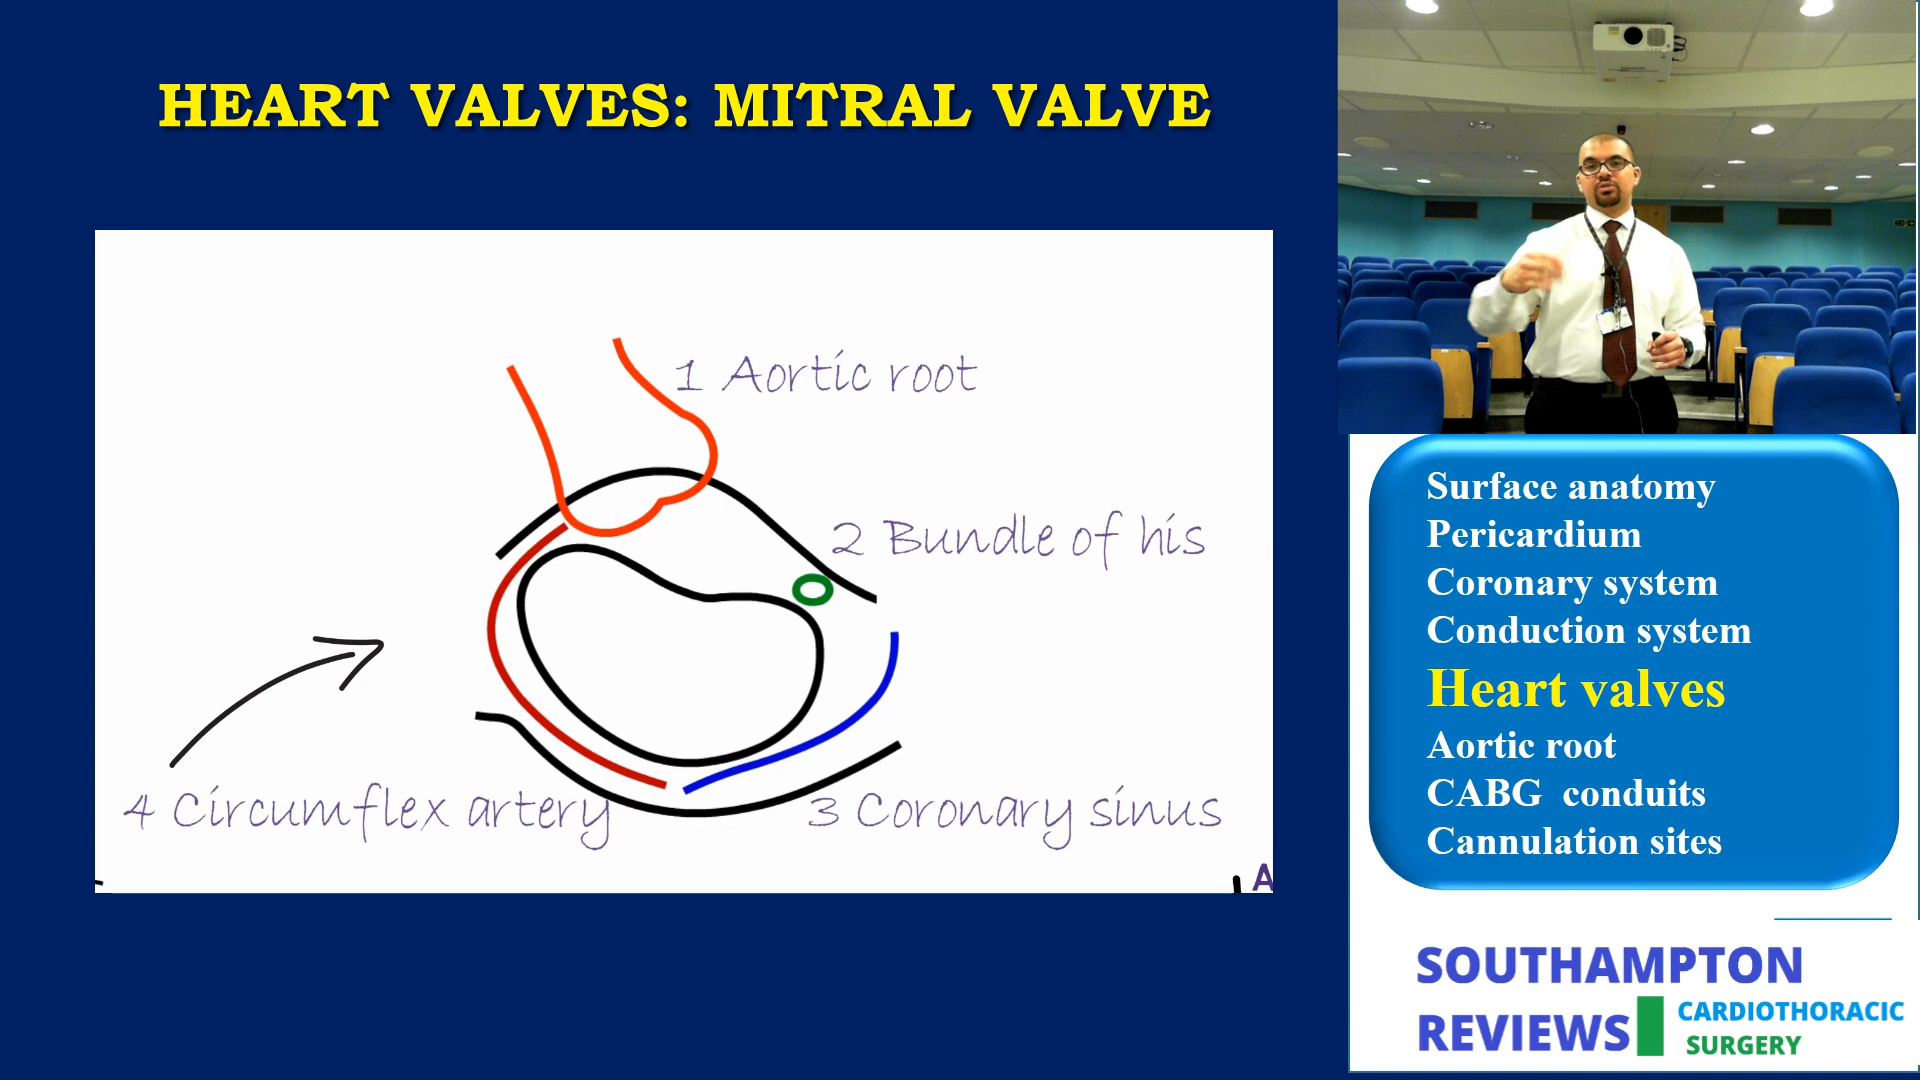 HEART VALVES: MITRAL VALVE
1 Aortic root
2 Bundle of his
4 Circumflex artery
3 Coronary sinus
A
Surface anatomy
Pericardium
Coronary system
Conduction system
Heart valves
Aortic root
CABG conduits
Cannulation sites
SOUTHAMPTON
REVIEWS
CARDIOTHORACIC
SURGERY